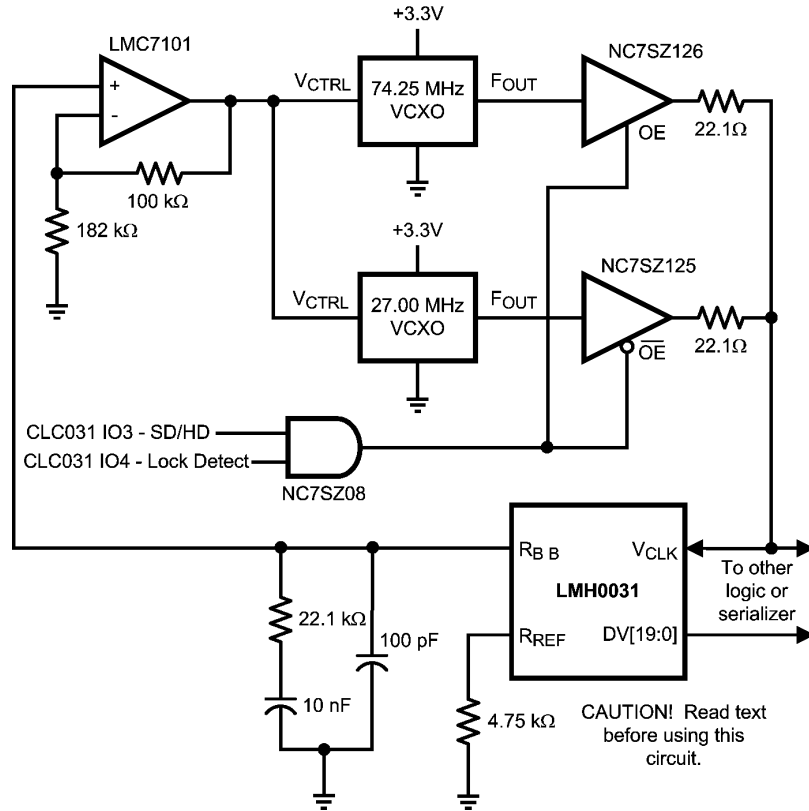 +3.3V
LMC7101
NC7SZ126
+
-
VCTRL
74.25 MHz
VCXO
FOUT
OE
22.1Ω
100 kΩ
182 kΩ
+3.3V
NC7SZ125
VCTRL
27.00 MHz
VCXO
FOUT
OE
22.1Ω
CLC031 IO3 - SD/HD
CLC031 IO4 - Lock Detect
NC7SZ08
RB B
VCLK
LMH0031
To other
logic or
serializer
22.1 kΩ
100 pF
RREF
DV[19:0]
10 nF
4.75 kΩ
CAUTION! Read text
before using this
circuit.